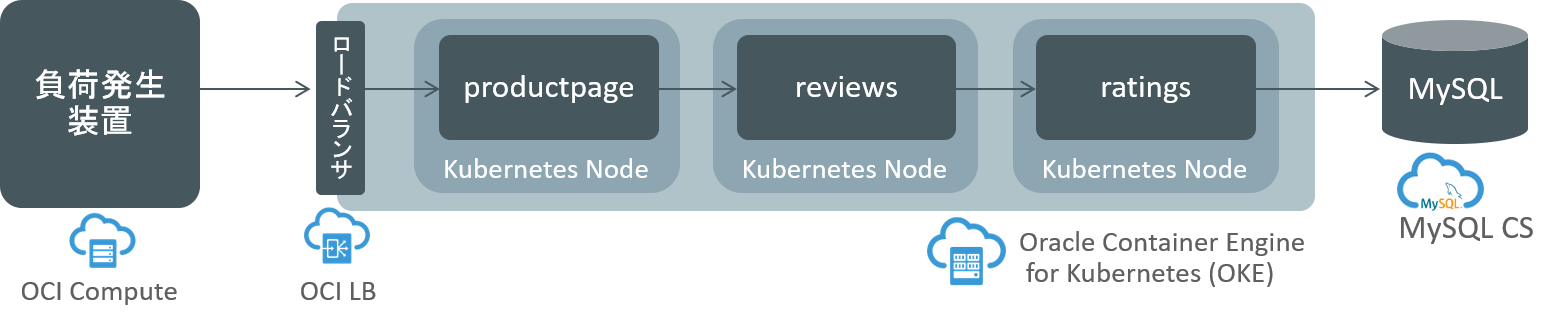 負荷発生
装置
ロードバランサ
productpage
reviews
ratings
MySQL
Kubernetes Node
Kubernetes Node
Kubernetes Node
MySQL
MySQL CS
OCI Compute
OCI LB
Oracle Container Engine
for Kubernetes (OKE)